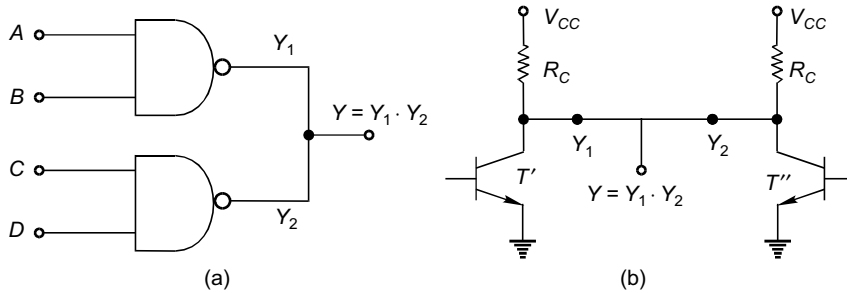 A
B
C
D
Y1
Y2
Y = Y1 · Y2
(a)
VCC
RC
VCC
RC
Y1
Y2
T′
T″
Y = Y1 · Y2
(b)